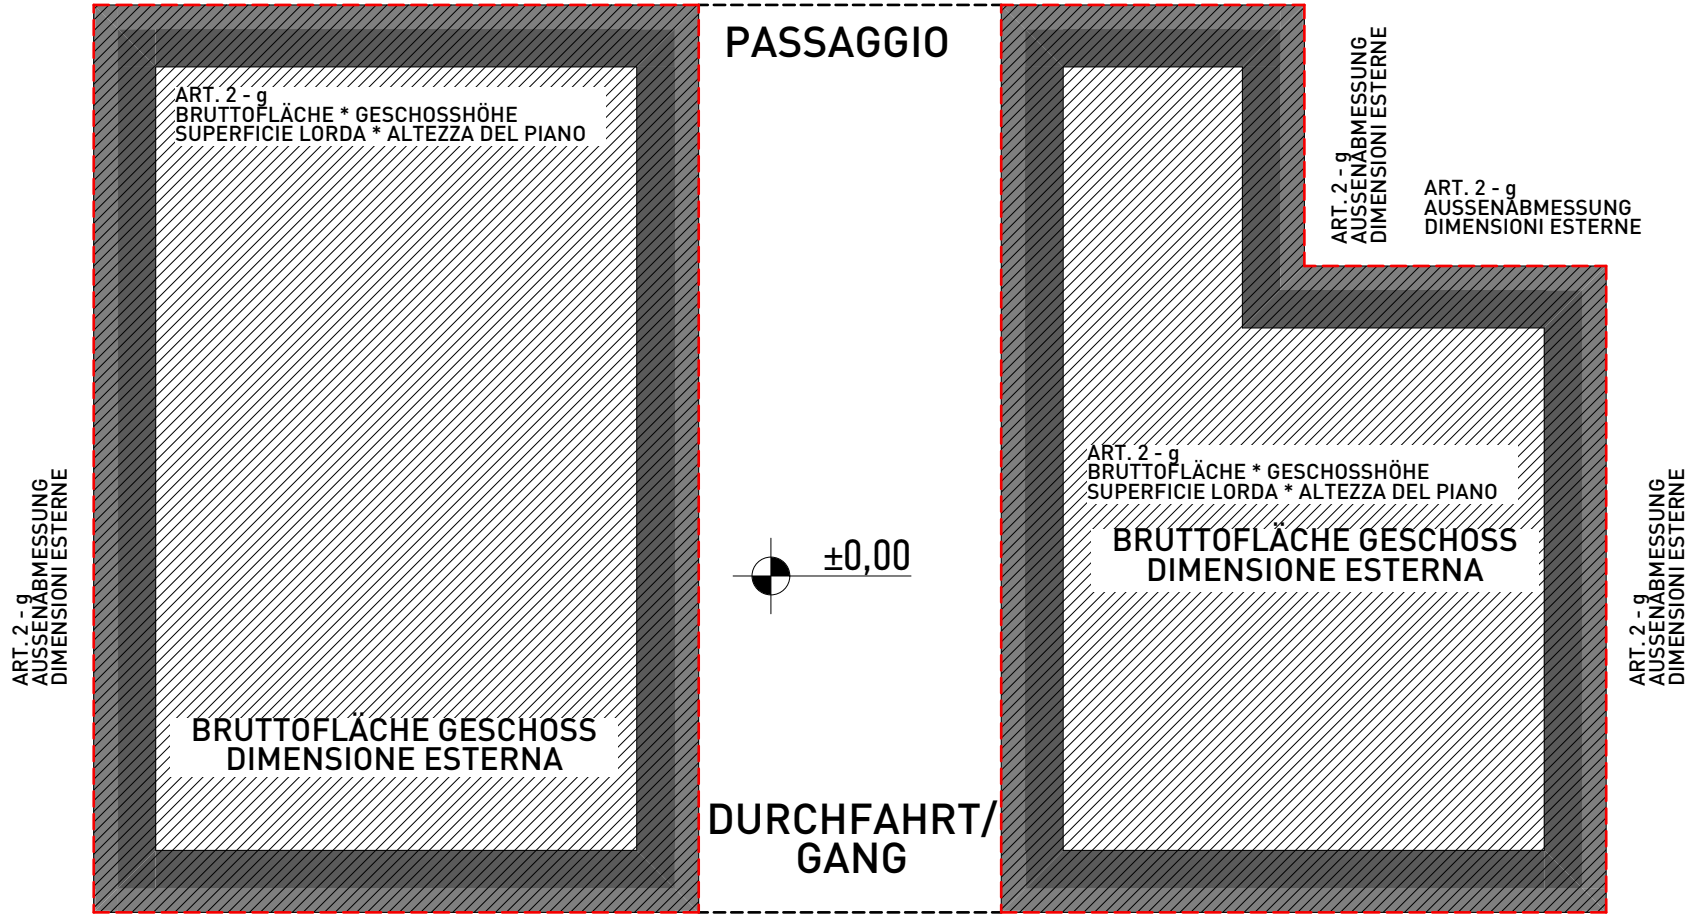 PASSAGGIO
ART. 2 - g
BRUTTOFLÄCHE * GESCHOSSHÖHE
SUPERFICIE LORDA * ALTEZZA DEL PIANO
ART. 2 - g
AUSSENABMESSUNG
DIMENSIONI ESTERNE
ART. 2 - g
AUSSENABMESSUNG
DIMENSIONI ESTERNE
ART. 2 - g
AUSSENABMESSUNG
DIMENSIONI ESTERNE
±0,00
ART. 2 - g
BRUTTOFLÄCHE * GESCHOSSHÖHE
SUPERFICIE LORDA * ALTEZZA DEL PIANO
BRUTTOFLÄCHE GESCHOSS
DIMENSIONE ESTERNA
ART. 2 - g
AUSSENABMESSUNG
DIMENSIONI ESTERNE
BRUTTOFLÄCHE GESCHOSS
DIMENSIONE ESTERNA
DURCHFAHRT/
GANG